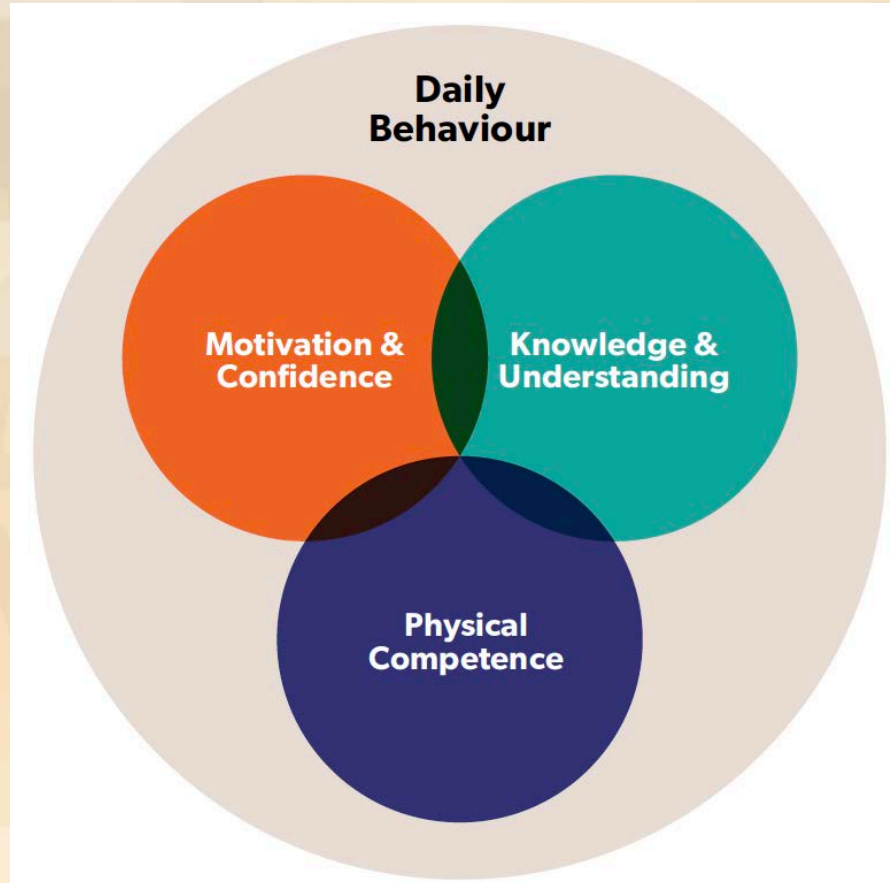 Daily
Behaviour
Motivation &
Confidence
Knowledge &
Understanding
Physical
Competence